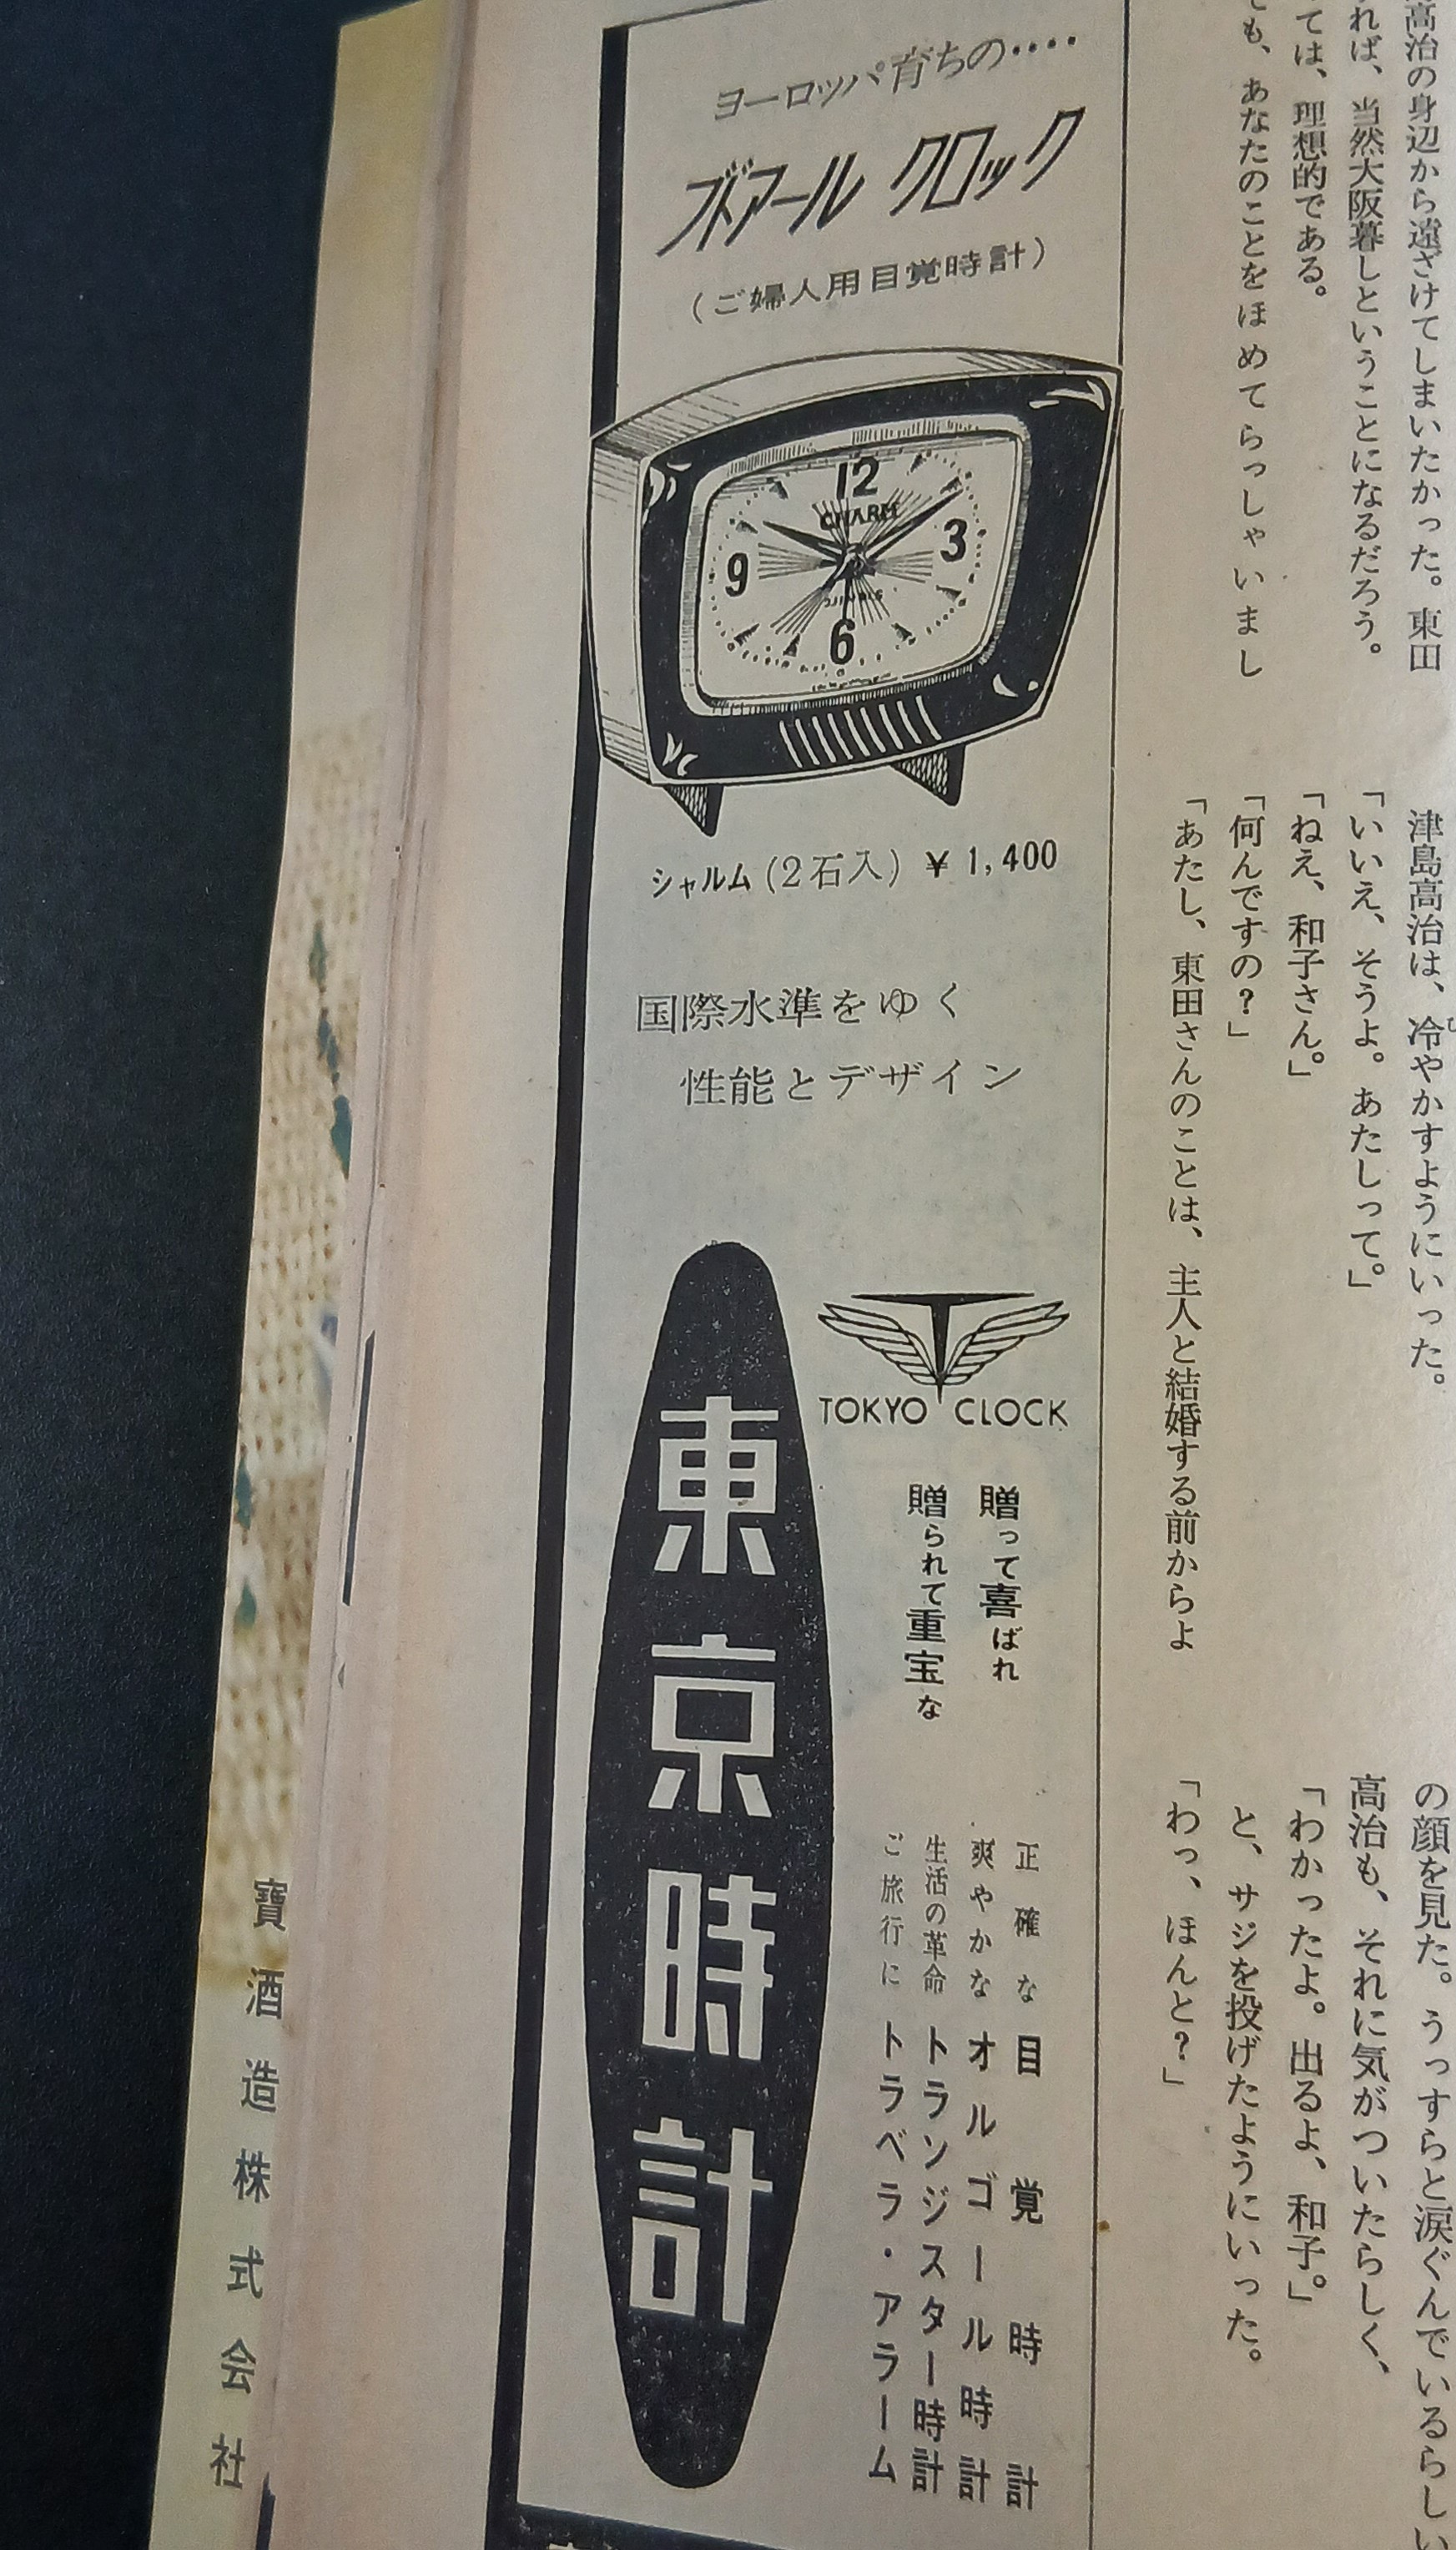 ヨーロッパ育ちの‥‥
ブドアール クロック
(ご婦人用目覚時計)
12
CHARM
3
9
6
シャルム(2石入) ¥ 1,400
国際水準をゆく
性能とデザイン
TOKYO CLOCK
贈って喜ばれ
贈られて重宝な
正確な目覚時計
爽やかなオルゴール時計
生活の革命トランジスター時計
ご旅行にトラベラ・アラーム
東京時計
高治の身辺から遠ざけてしまいたかった。東田
れば、当然大阪暮しということになるだろう。
ては、理想的である。
も、あなたのことをほめてらっしゃいまし
津島高治は、冷やかすようにいった。
「いいえ、そうよ。あたしって。」
「ねえ、和子さん。」
「何んですの?」
「あたし、東田さんのことは、主人と結婚する前からよ
の顔を見た。うっすらと涙ぐんでいるらしい
高治も、それに気がついたらしく、
「わかったよ。出るよ、和子。」
と、サジを投げたようにいった。
「わっ、ほんと?」
寶酒造株式会社